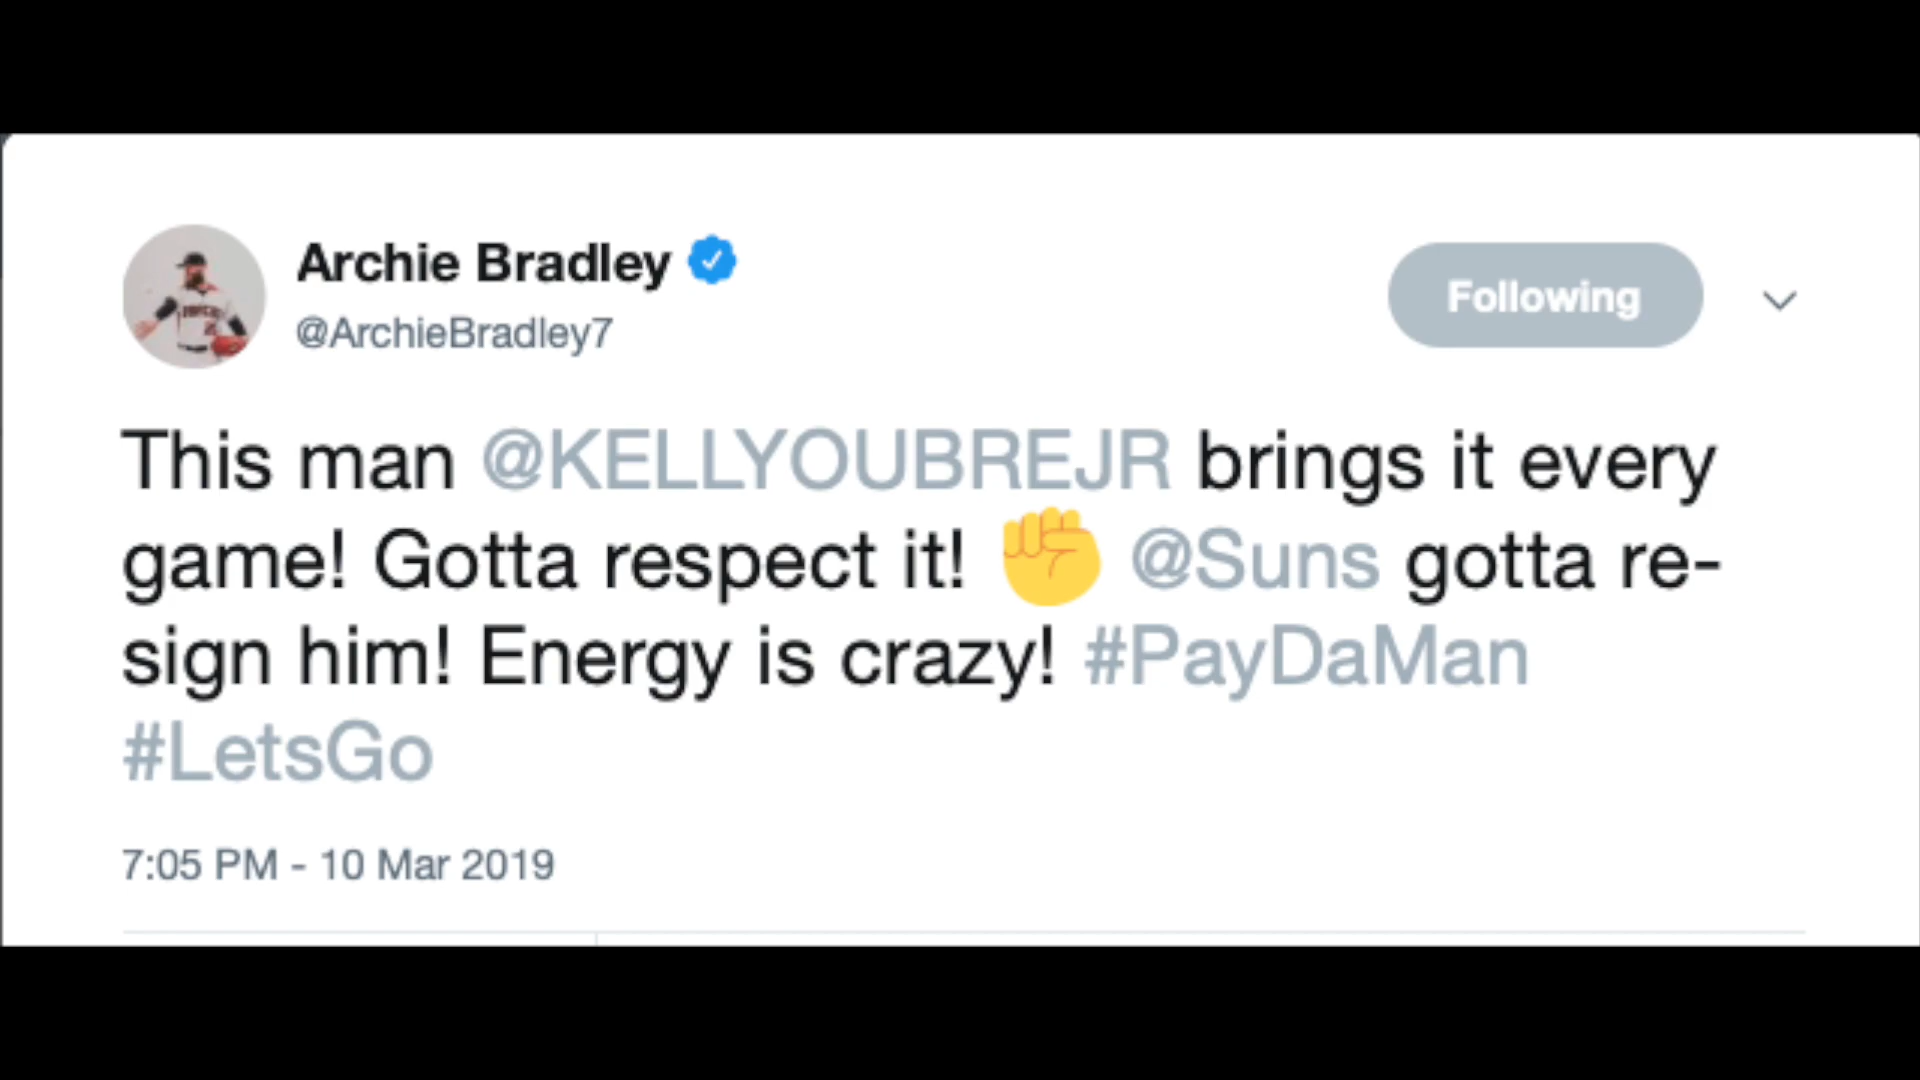 Archie Bradley
@ArchieBradley7
Following
This man @KELLYOUBREJR brings it every
game! Gotta respect it! ✊ @Suns gotta re-
sign him! Energy is crazy! #PayDaMan
#LetsGo
7:05 PM - 10 Mar 2019